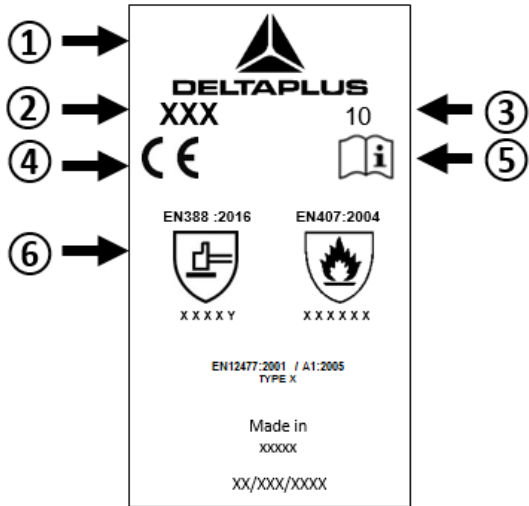 ① DELTAPLUS
② XXX 10 ③
④ CE i ⑤
EN388 :2016 EN407:2004
⑥
X X X X Y X X X X X X
EN12477:2001 / A1:2005
TYPE X
Made in
xxxxx
XX/XXX/XXXX